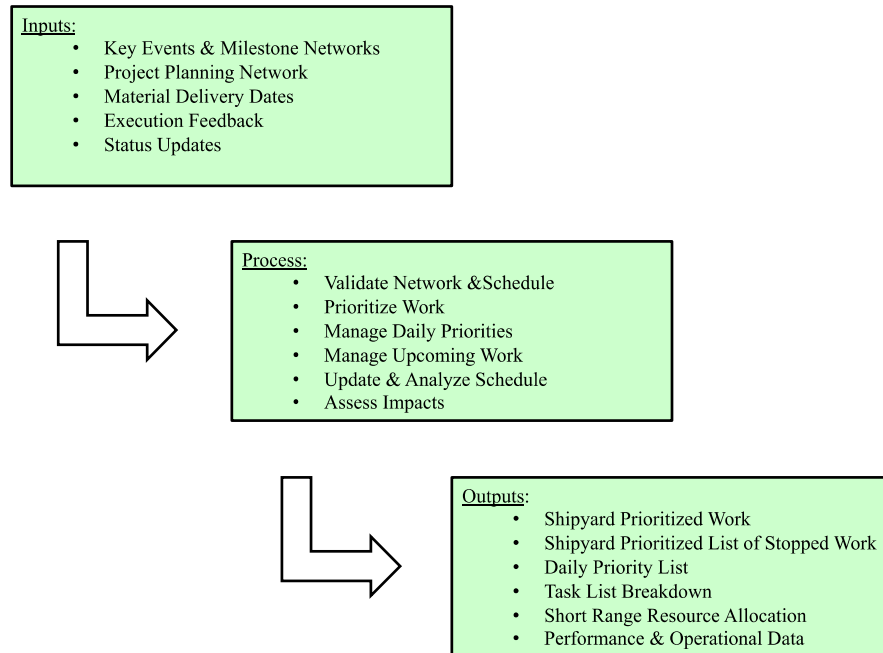 Inputs:
• Key Events & Milestone Networks
• Project Planning Network
• Material Delivery Dates
• Execution Feedback
• Status Updates
Process:
• Validate Network &Schedule
• Prioritize Work
• Manage Daily Priorities
• Manage Upcoming Work
• Update & Analyze Schedule
• Assess Impacts
Outputs:
• Shipyard Prioritized Work
• Shipyard Prioritized List of Stopped Work
• Daily Priority List
• Task List Breakdown
• Short Range Resource Allocation
• Performance & Operational Data